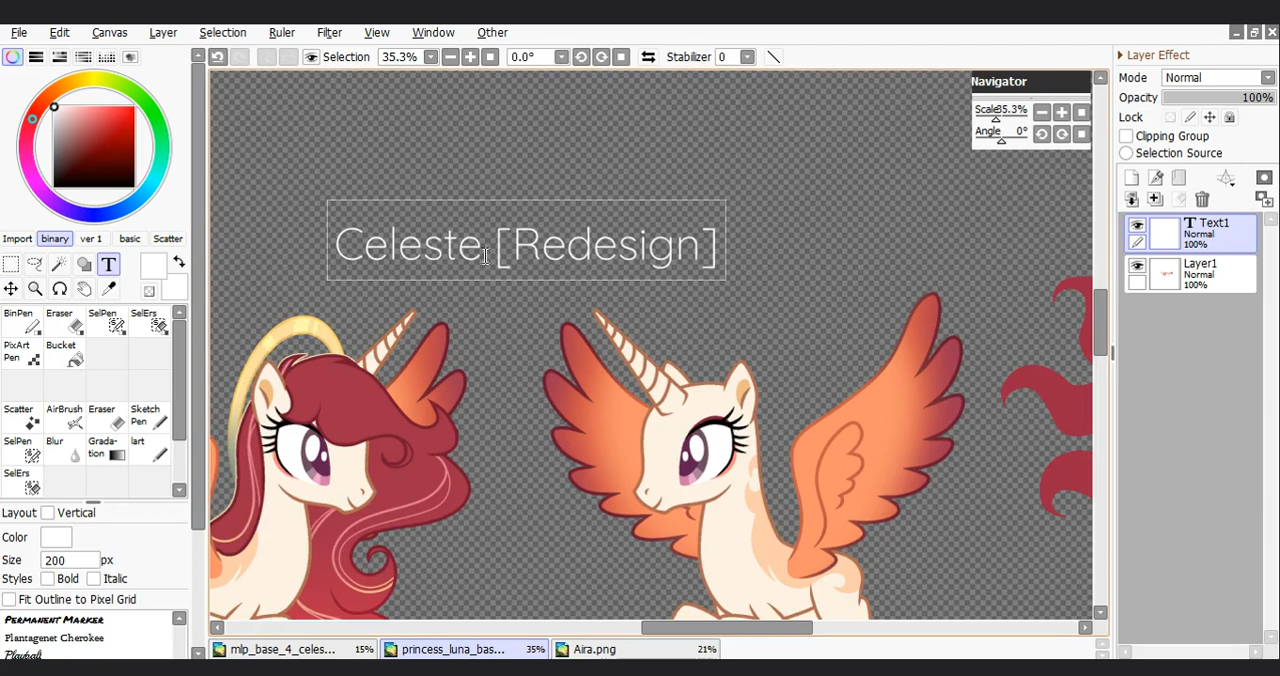 File Edit Canvas Layer Selection Ruler Filter View Window Other
Selection 35.3% 0.0° Stabilizer 0
Layer Effect
Mode Normal
Opacity 100%
Lock
Clipping Group
Selection Source
Navigator
Scale 35.3%
Angle 0°
Import binary ver 1 basic Scatter
T
Celeste [Redesign]
T Text1
Normal
100%
Layer1
Normal
100%
BinPen Eraser SelPen SelErs
PixArt Pen Bucket
Scatter AirBrush Eraser Sketch Pen
SelPen Blur Grada-tion lart
SelErs
Layout Vertical
Color
Size 200 px
Styles Bold Italic
Fit Outline to Pixel Grid
Permanent Marker
Plantagenet Cherokee
Playball
mlp_base_4_celes... 15% princess_luna_bas... 35% Aira.png 21%